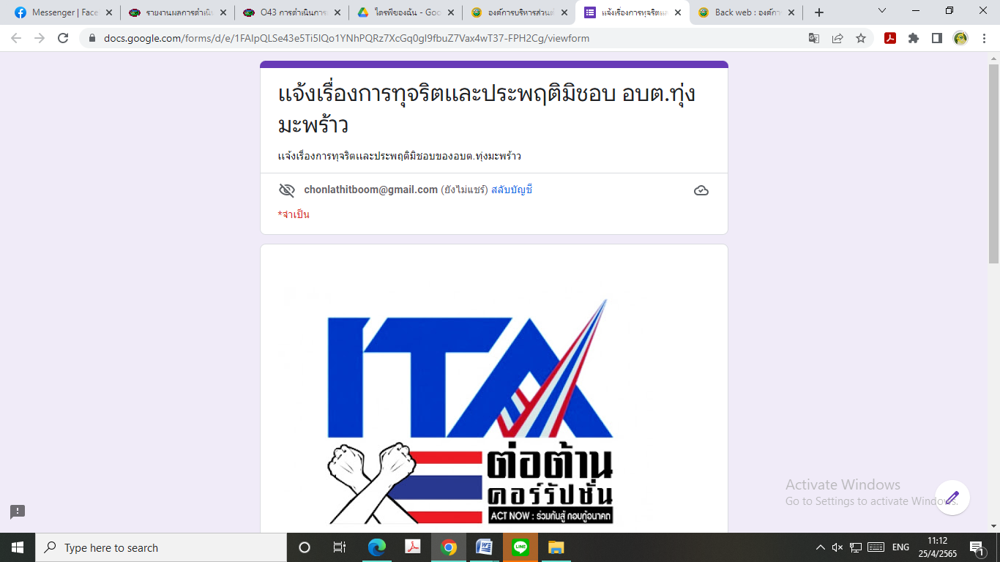 Messenger | Face
รายงานผลการดำเนิน
O43 การดำเนินการ
ไดรฟ์ของฉัน - Goo
องค์การบริหารส่วนตำ
แจ้งเรื่องการทุจริตและ
Back web : องค์กา
docs.google.com/forms/d/e/1FAIpQLSe43e5Ti5IQo1YNhPQRz7XcGq0gI9fbuZ7Vax4wT37-FPH2Cg/viewform
แจ้งเรื่องการทุจริตและประพฤติมิชอบ อบต.ทุ่ง
มะพร้าว
แจ้งเรื่องการทุจริตและประพฤติมิชอบของอบต.ทุ่งมะพร้าว
chonlathitboom@gmail.com (ยังไม่แชร์) สลับบัญชี
*จำเป็น
ITA
ต่อต้าน
คอร์รัปชั่น
ACT NOW : ร่วมกันสู้ กอบกู้อนาคต
Activate Windows
Go to Settings to activate Windows.
Type here to search
LINE
ENG
11:12
25/4/2565
1